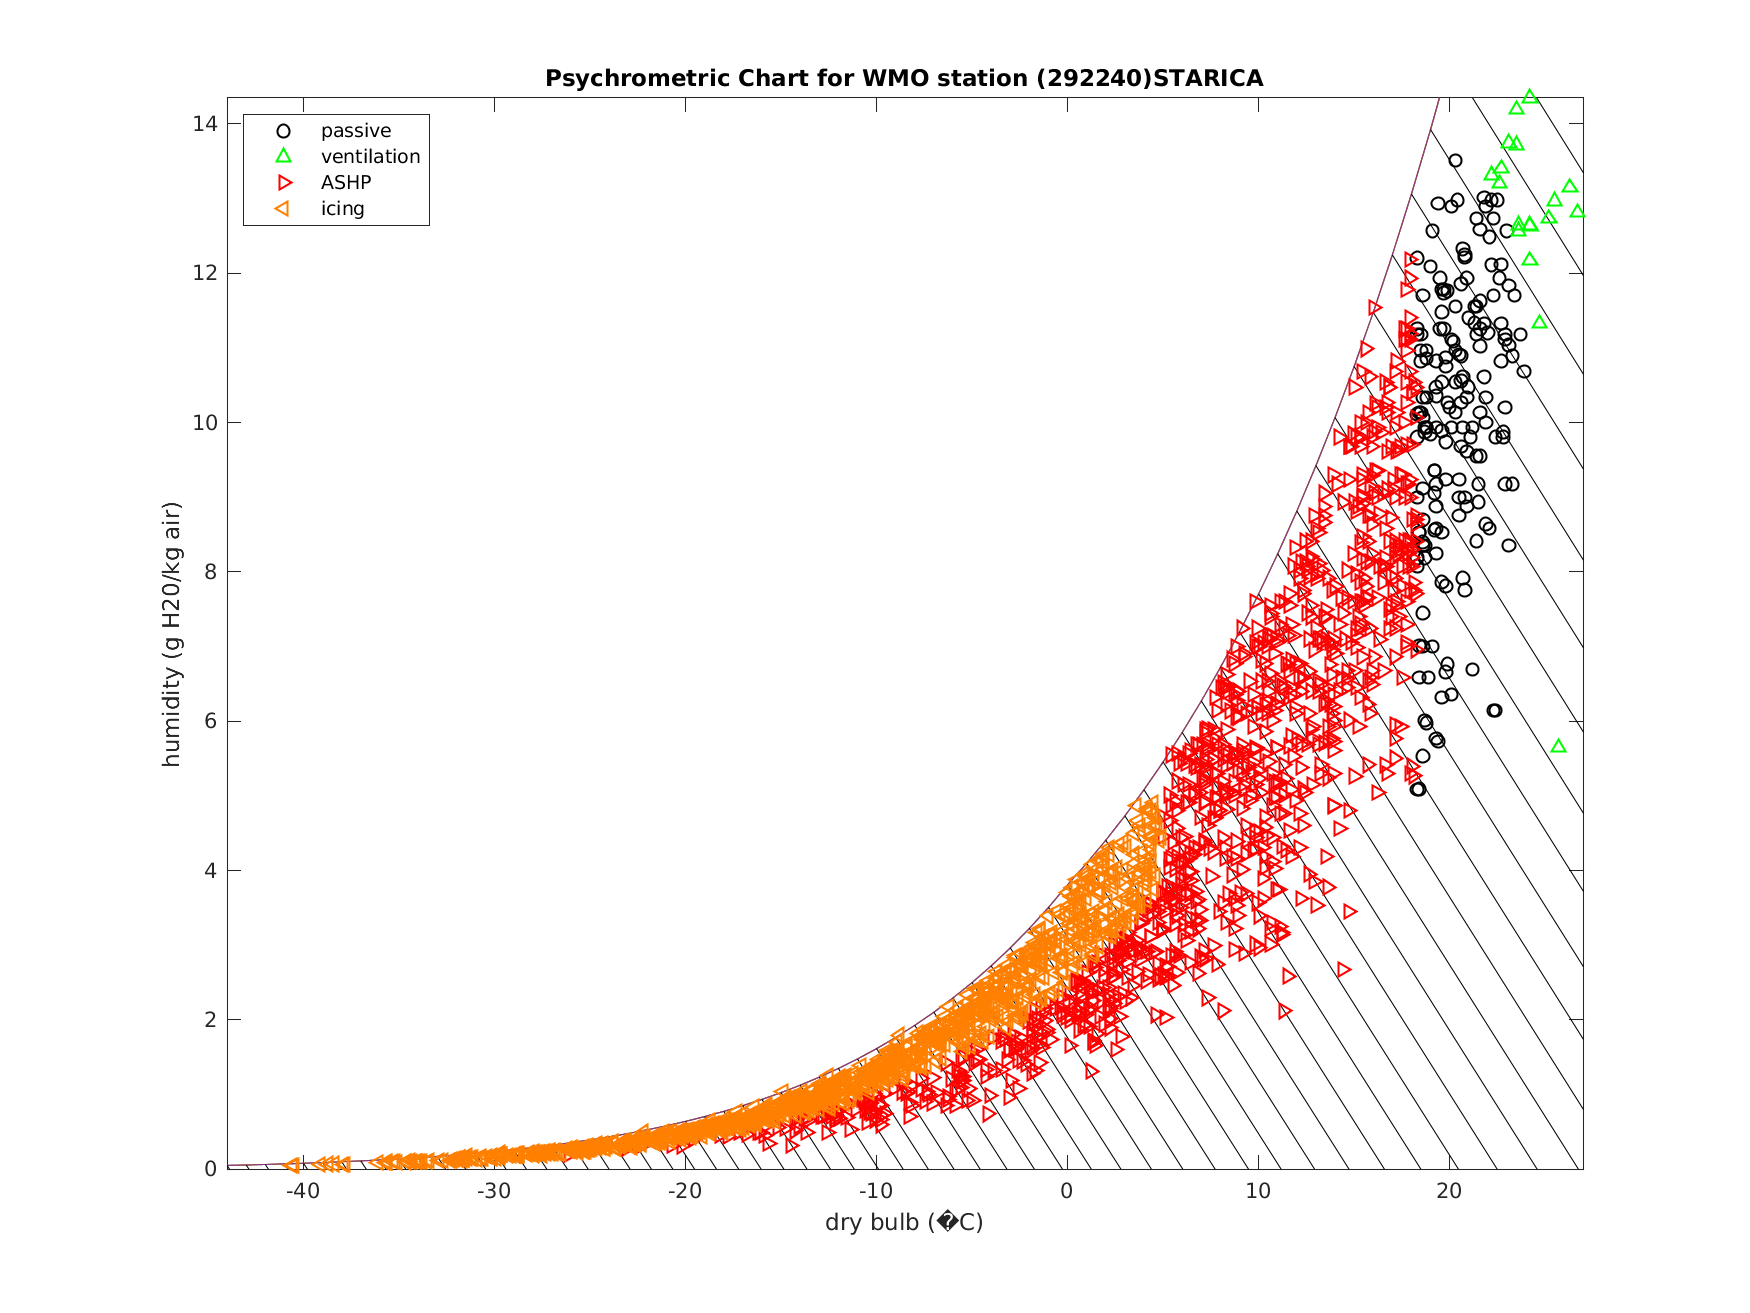 Psychrometric Chart for WMO station (292240)STARICA
passive
ventilation
ASHP
icing
humidity (g H20/kg air)
14
12
10
8
6
4
2
0
-40 -30 -20 -10 0 10 20
dry bulb (�C)